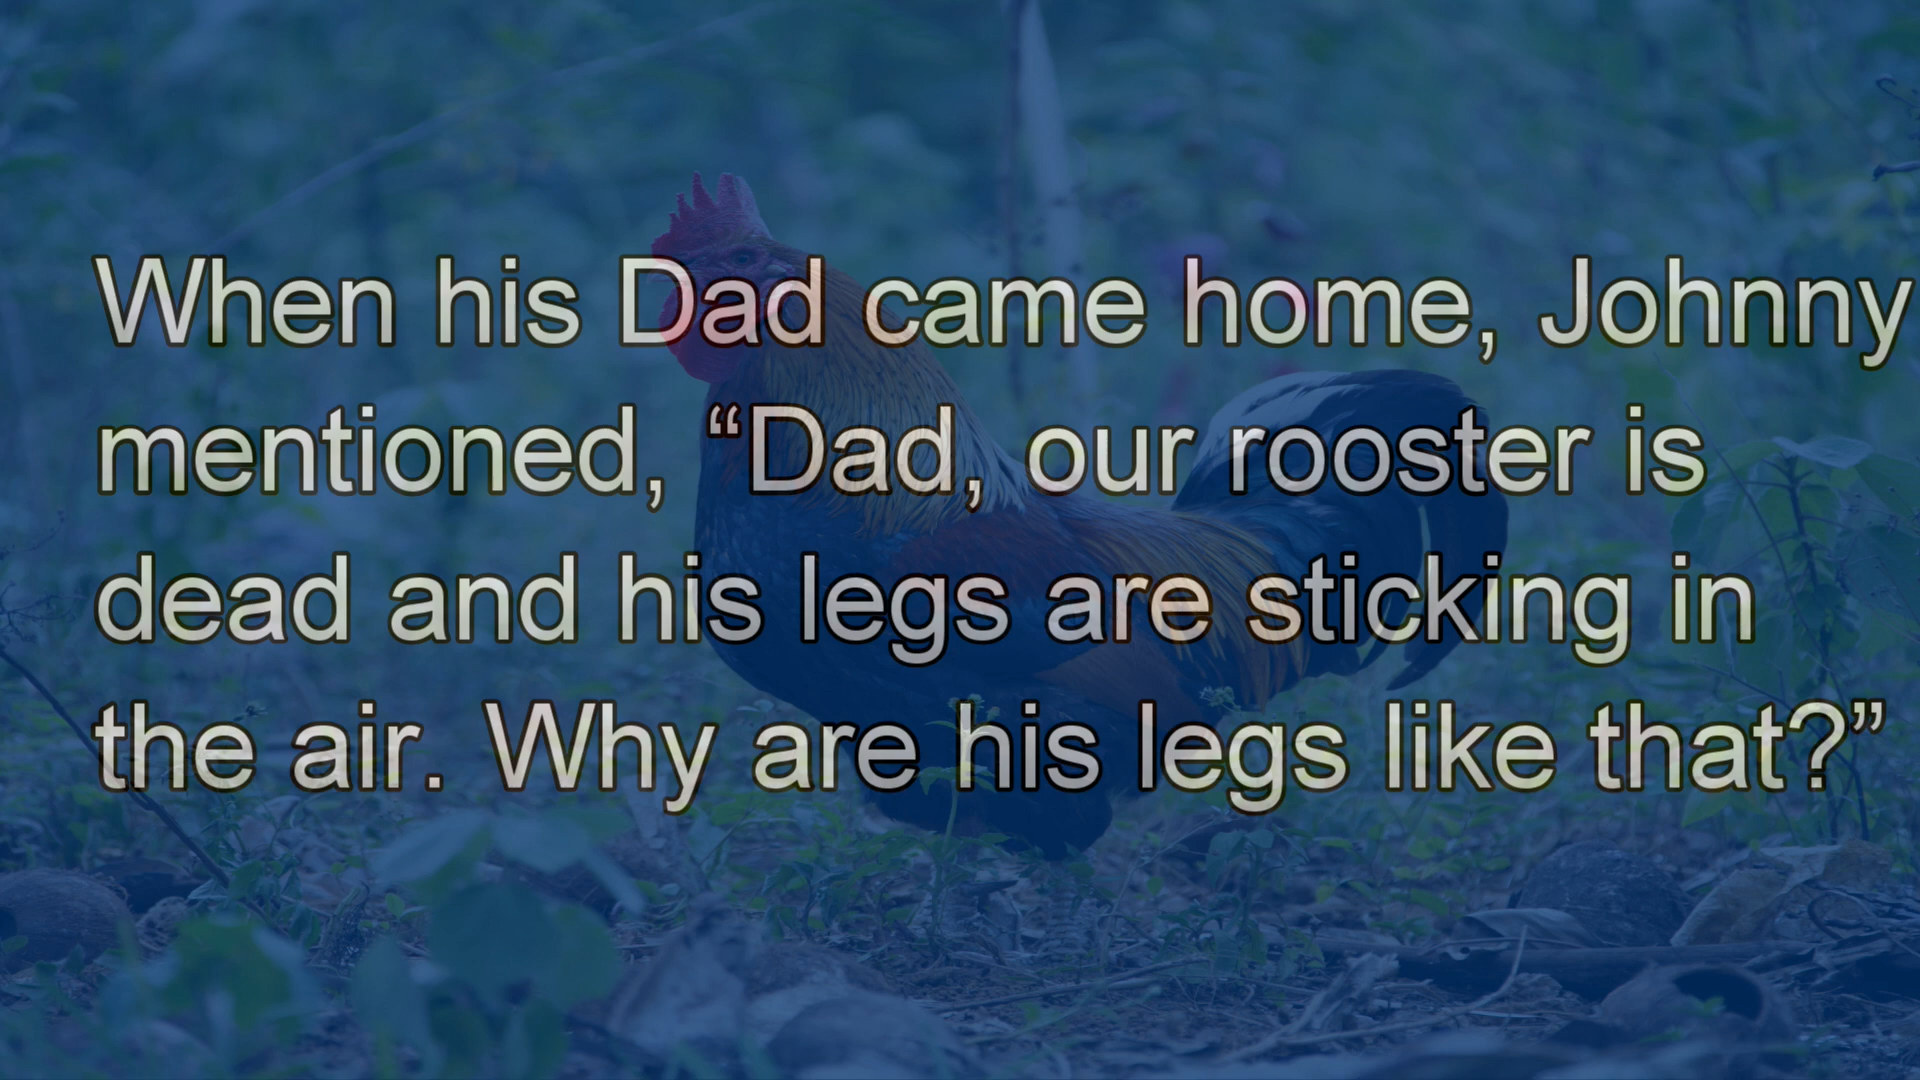 When his Dad came home, Johnny
mentioned, “Dad, our rooster is
dead and his legs are sticking in
the air. Why are his legs like that?”